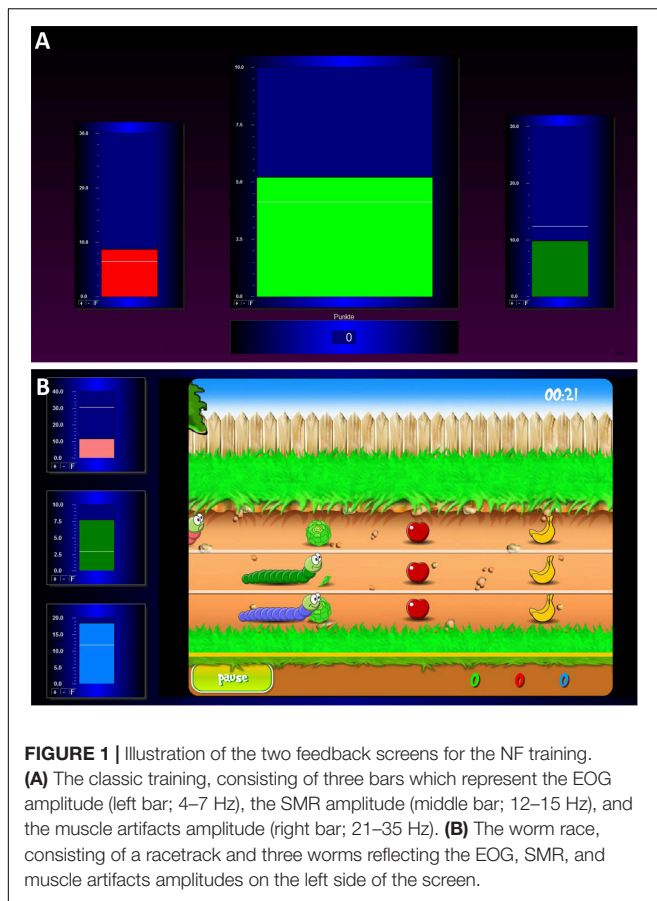 A
10.0
30.0
30.0
7.5
20.0
20.0
5.0
10.0
10.0
2.5
0.0
0.0
0.0
+ - F
+ - F
+ - F
Punkte
0
B
40.0
30.0
20.0
10.0
0.0
+ - F
10.0
7.5
5.0
2.5
0.0
+ - F
20.0
15.0
10.0
5.0
0.0
+ - F
00:21
pause
0 0 0
FIGURE 1 | Illustration of the two feedback screens for the NF training.
(A) The classic training, consisting of three bars which represent the EOG
amplitude (left bar; 4–7 Hz), the SMR amplitude (middle bar; 12–15 Hz), and
the muscle artifacts amplitude (right bar; 21–35 Hz). (B) The worm race,
consisting of a racetrack and three worms reflecting the EOG, SMR, and
muscle artifacts amplitudes on the left side of the screen.